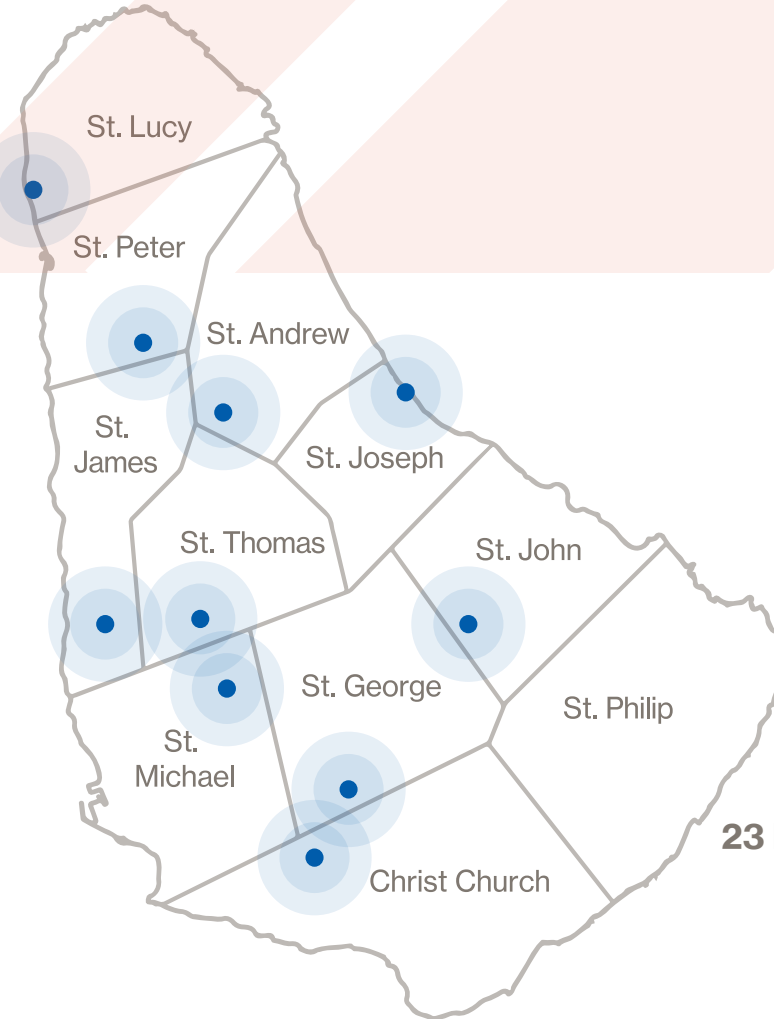 St. Lucy
St. Peter
St. Andrew
St.
James
St. Joseph
St. Thomas
St. John
St. George
St. Philip
St.
Michael
23
Christ Church